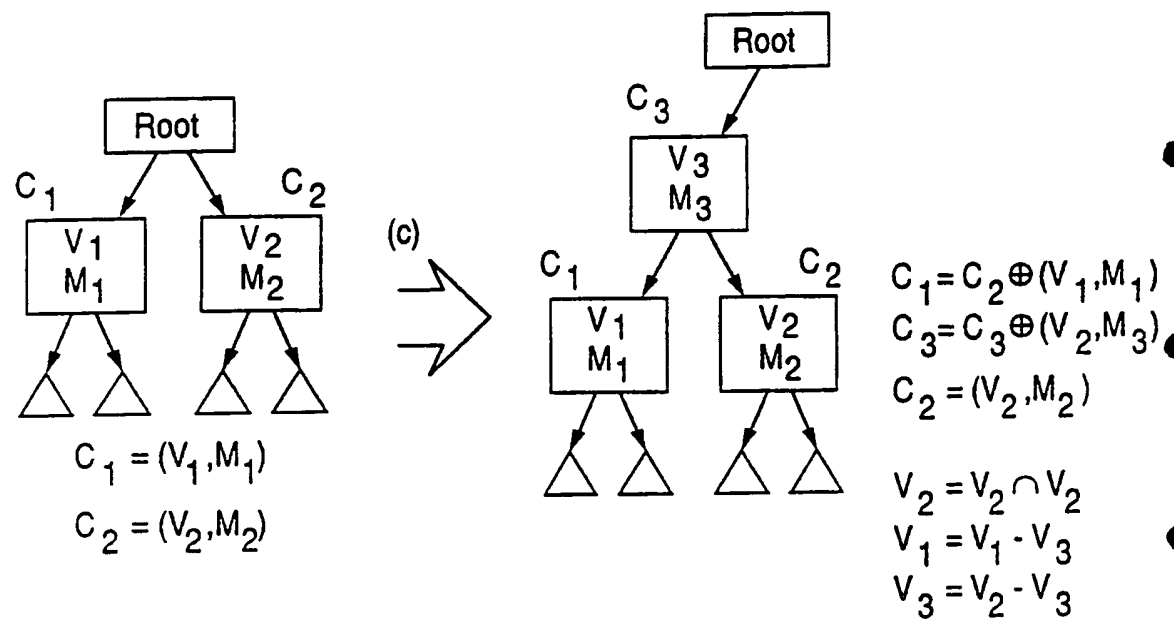 Root
C₁
C₂
V₁
M₁
V₂
M₂
C₁ = (V₁,M₁)
C₂ = (V₂,M₂)
(c)
Root
C₃
V₃
M₃
C₁
C₂
V₁
M₁
V₂
M₂
C₁ = C₂ ⊕ (V₁,M₁)
C₃ = C₃ ⊕ (V₂,M₃)
C₂ = (V₂,M₂)
V₂ = V₂ ∩ V₂
V₁ = V₁ - V₃
V₃ = V₂ - V₃